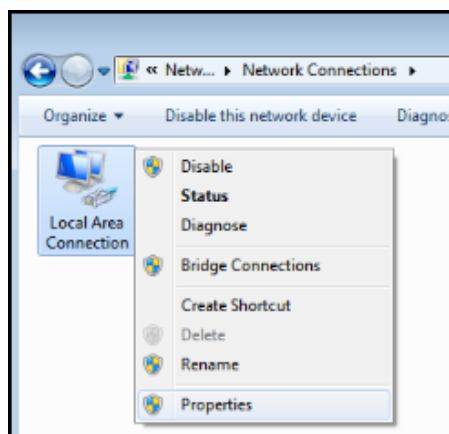 « Netw... ▸ Network Connections ▸
Organize ▾ Disable this network device Diagno
Local Area
Connection
Disable
Status
Diagnose
Bridge Connections
Create Shortcut
Delete
Rename
Properties